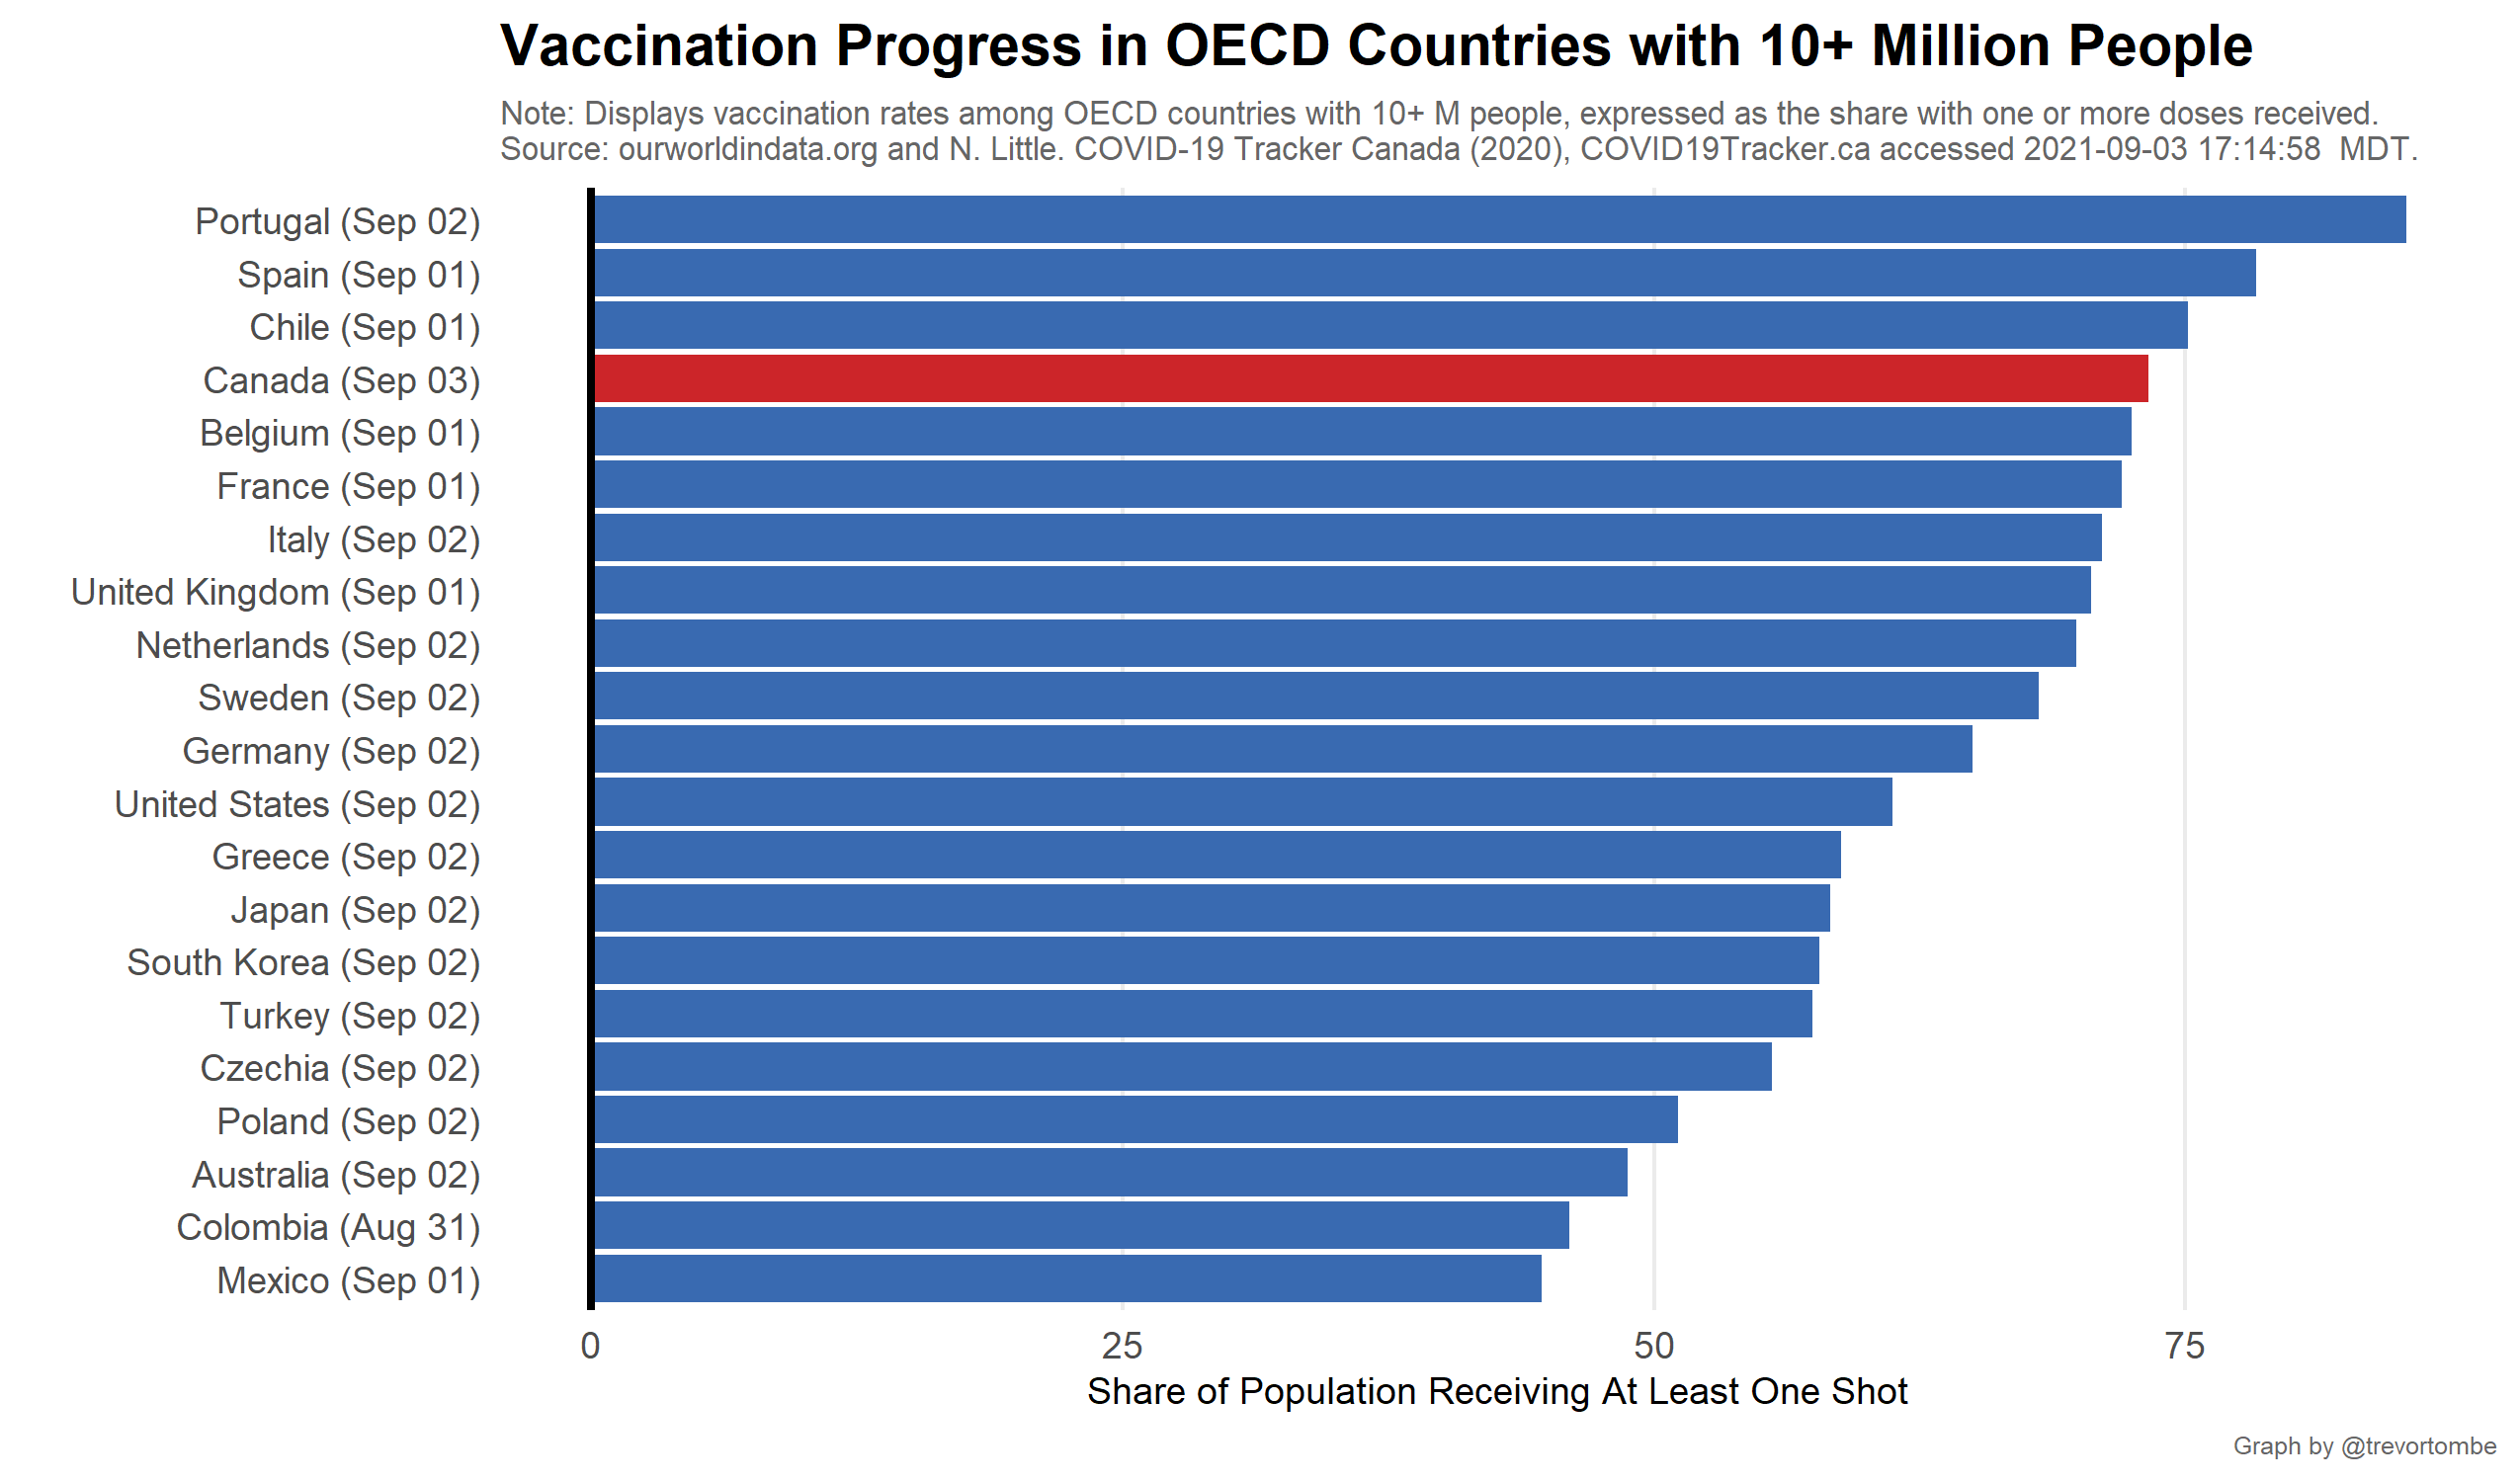 Vaccination Progress in OECD Countries with 10+ Million People
Note: Displays vaccination rates among OECD countries with 10+ M people, expressed as the share with one or more doses received.
Source: ourworldindata.org and N. Little. COVID-19 Tracker Canada (2020), COVID19Tracker.ca accessed 2021-09-03 17:14:58  MDT.
Portugal (Sep 02)
Spain (Sep 01)
Chile (Sep 01)
Canada (Sep 03)
Belgium (Sep 01)
France (Sep 01)
Italy (Sep 02)
United Kingdom (Sep 01)
Netherlands (Sep 02)
Sweden (Sep 02)
Germany (Sep 02)
United States (Sep 02)
Greece (Sep 02)
Japan (Sep 02)
South Korea (Sep 02)
Turkey (Sep 02)
Czechia (Sep 02)
Poland (Sep 02)
Australia (Sep 02)
Colombia (Aug 31)
Mexico (Sep 01)
0 25 50 75
Share of Population Receiving At Least One Shot
Graph by @trevortombe